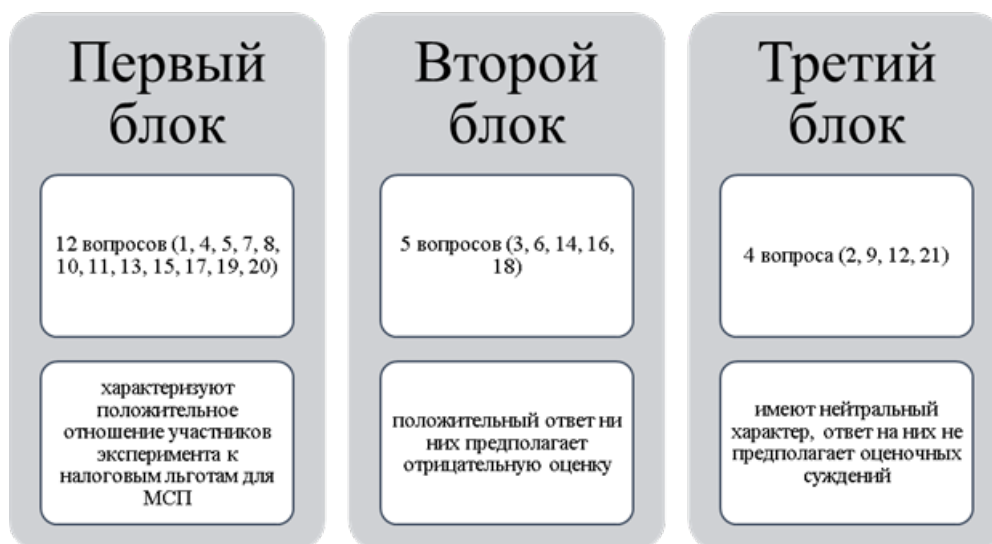 Первый
блок
12 вопросов (1, 4, 5, 7, 8,
10, 11, 13, 15, 17, 19, 20)
характеризуют
положительное
отношение участников
эксперимента к
налоговым льготам для
МСП
Второй
блок
5 вопросов (3, 6, 14, 16,
18)
положительный ответ ни
них предполагает
отрицательную оценку
Третий
блок
4 вопроса (2, 9, 12, 21)
имеют нейтральный
характер, ответ на них не
предполагает оценочных
суждений